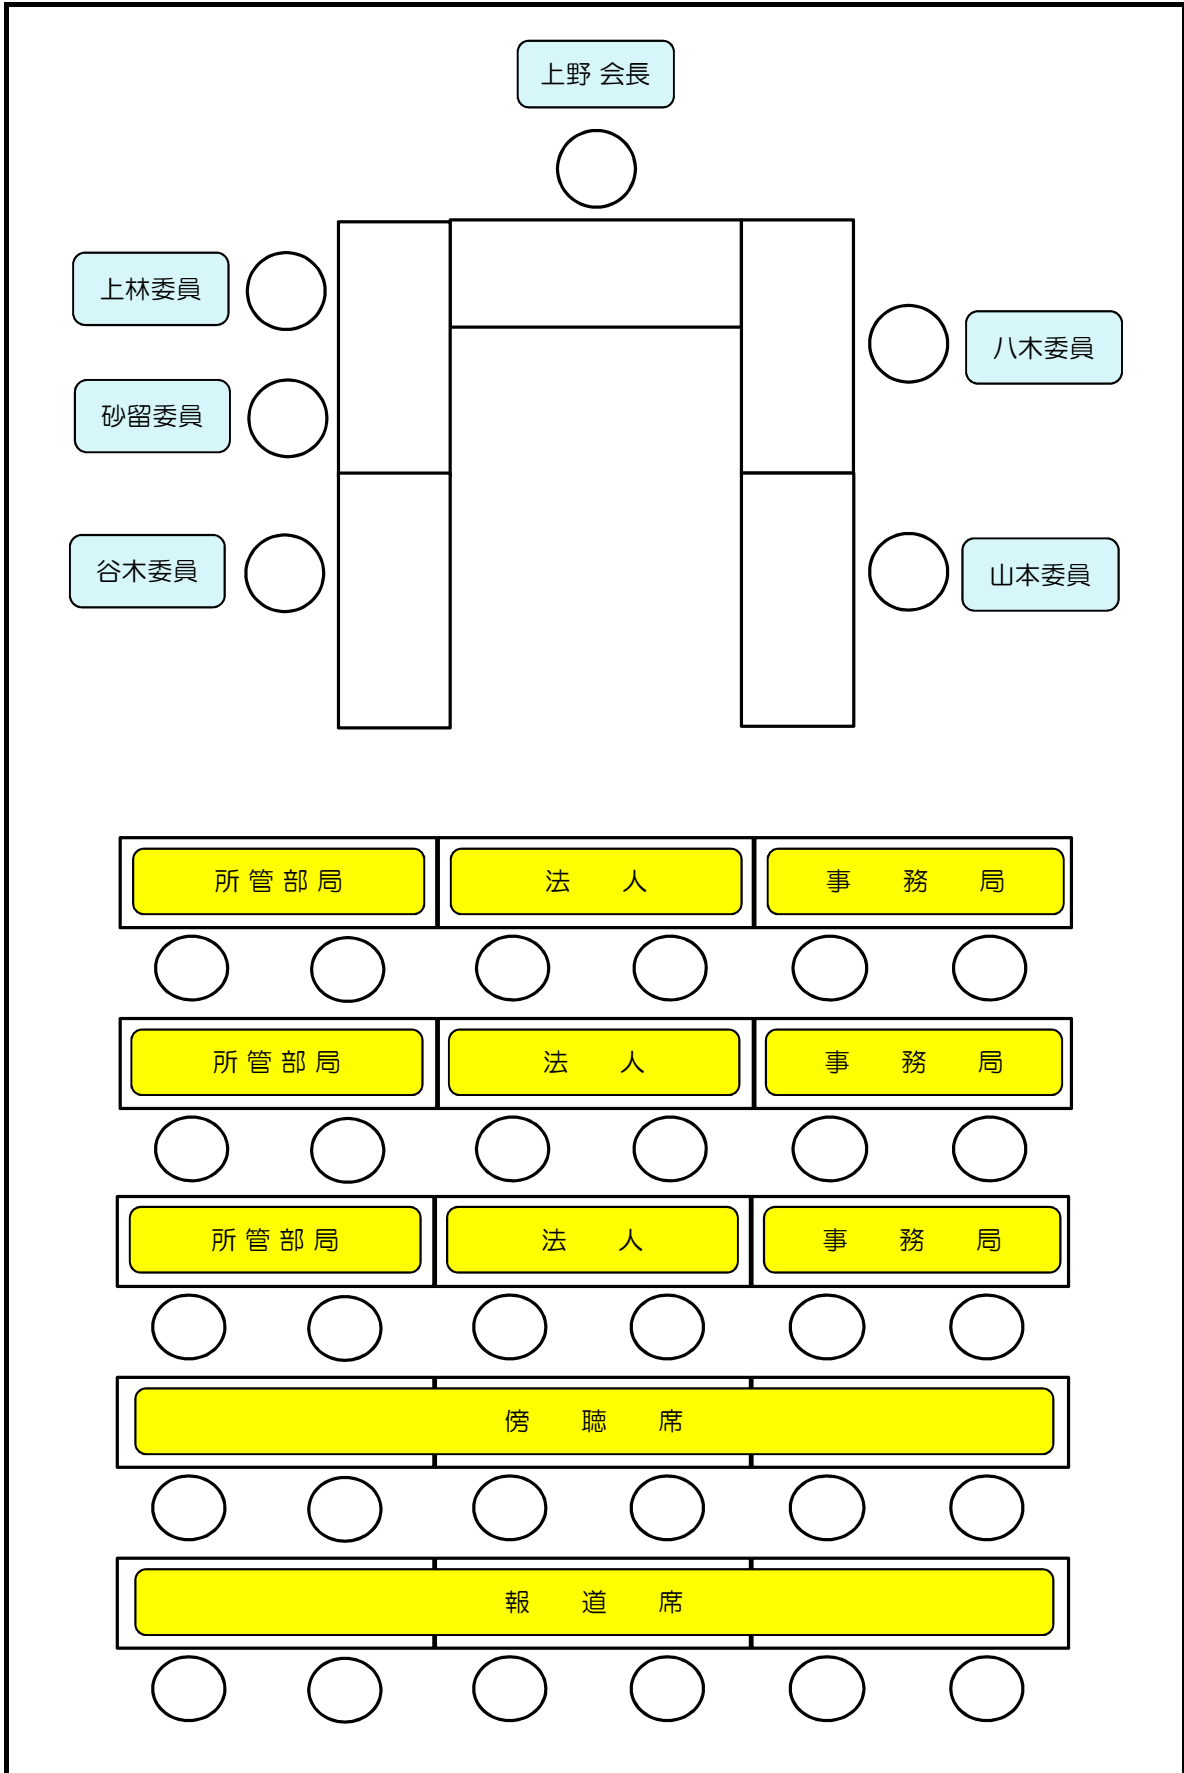 上野 会長
上林委員
八木委員
砂留委員
谷木委員
山本委員
所管部局 法人 事務局
所管部局 法人 事務局
所管部局 法人 事務局
傍聴席
報道席